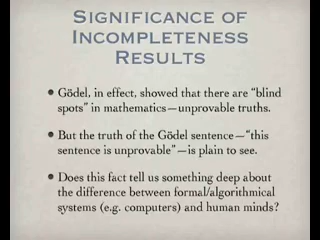 Significance of
Incompleteness
Results
• Gödel, in effect, showed that there are “blind
spots” in mathematics—unprovable truths.
• But the truth of the Gödel sentence—“this
sentence is unprovable”—is plain to see.
• Does this fact tell us something deep about
the difference between formal/algorithmical
systems (e.g. computers) and human minds?